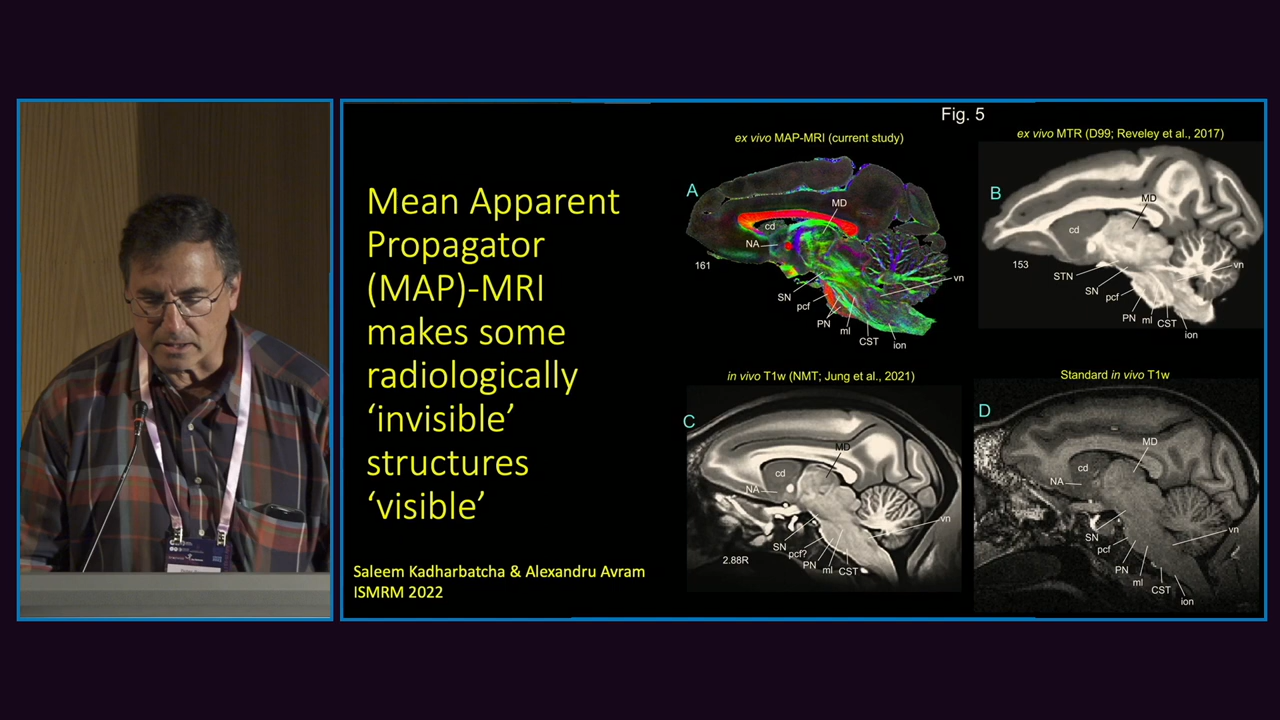 Mean Apparent
Propagator
(MAP)-MRI
makes some
radiologically
‘invisible’
structures
‘visible’
Saleem Kadharbatcha & Alexandru Avram
ISMRM 2022
Fig. 5
ex vivo MAP-MRI (current study)
A
MD
cd
NA
161
vn
SN
pcf
PN
ml
CST
ion
ex vivo MTR (D99; Reveley et al., 2017)
B
MD
cd
153
vn
STN
SN
pcf
PN
ml
CST
ion
in vivo T1w (NMT; Jung et al., 2021)
C
MD
cd
NA
vn
SN
pcf?
2.88R
PN
ml
CST
Standard in vivo T1w
D
MD
cd
NA
vn
SN
pcf
PN
ml
CST
ion